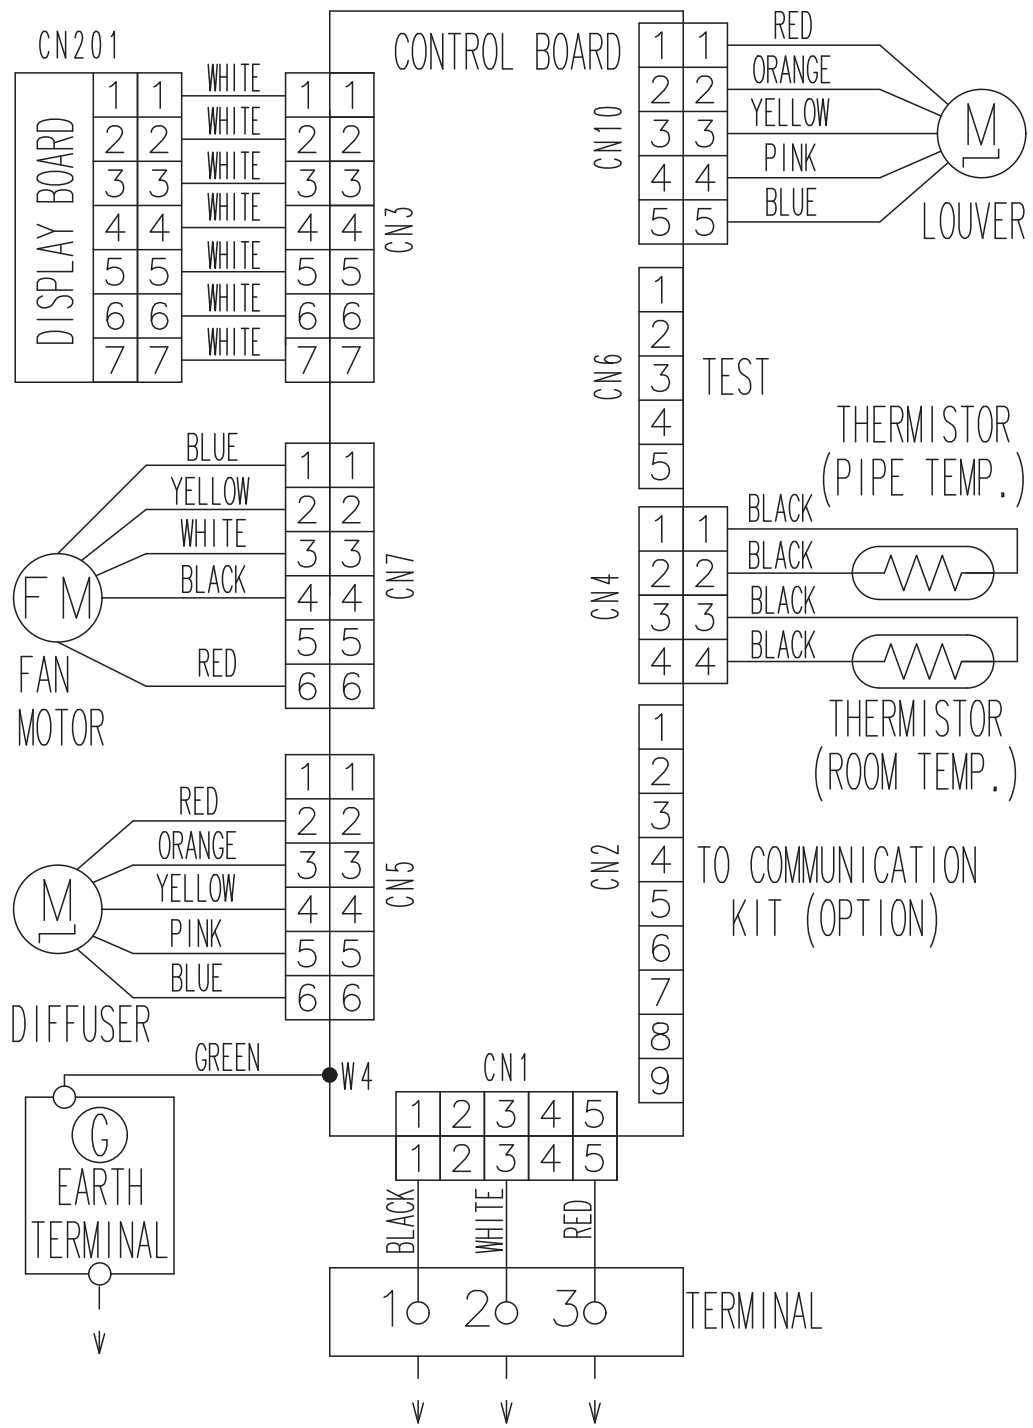 CN201
CONTROL BOARD
DISPLAY BOARD
1 1 WHITE 1 1
2 2 WHITE 2 2
3 3 WHITE 3 3
4 4 WHITE 4 4
5 5 WHITE 5 5
6 6 WHITE 6 6
7 7 WHITE 7 7
CN3
CN10
1 1 RED
2 2 ORANGE
3 3 YELLOW
4 4 PINK
5 5 BLUE
M
LOUVER
CN6
1
2
3
4
5
TEST
BLUE 1 1
YELLOW 2 2
WHITE 3 3
BLACK 4 4
5 5
RED 6 6
CN7
FM
FAN
MOTOR
THERMISTOR
(PIPE TEMP.)
CN4
1 1 BLACK
2 2 BLACK
3 3 BLACK
4 4 BLACK
THERMISTOR
(ROOM TEMP.)
1 1
RED 2 2
ORANGE 3 3
YELLOW 4 4
PINK 5 5
BLUE 6 6
CN5
M
DIFFUSER
CN2
1
2
3
4
5
6
7
8
9
TO COMMUNICATION
KIT (OPTION)
GREEN
W4
G
EARTH
TERMINAL
CN1
1 2 3 4 5
1 2 3 4 5
BLACK
WHITE
RED
1 2 3
TERMINAL